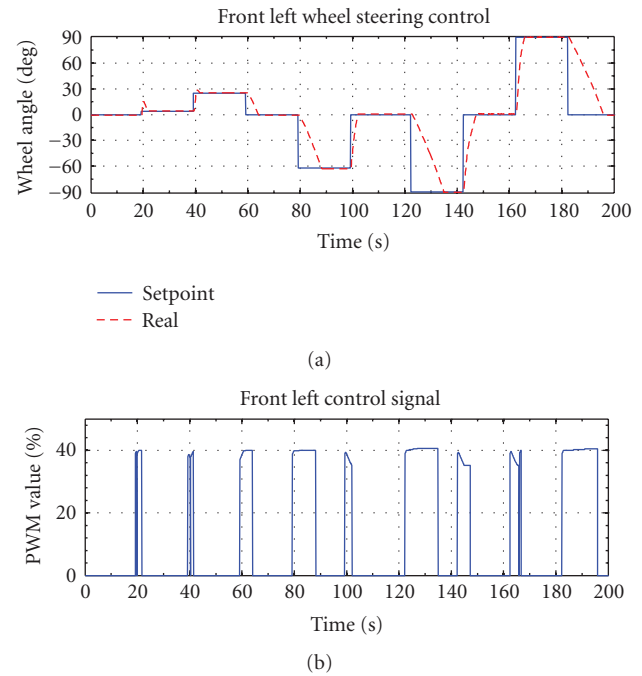 Front left wheel steering control
90
60
30
0
−30
−60
−90
Wheel angle (deg)
0 20 40 60 80 100 120 140 160 180 200
Time (s)
Setpoint
Real
(a)
Front left control signal
40
20
0
PWM value (%)
0 20 40 60 80 100 120 140 160 180 200
Time (s)
(b)